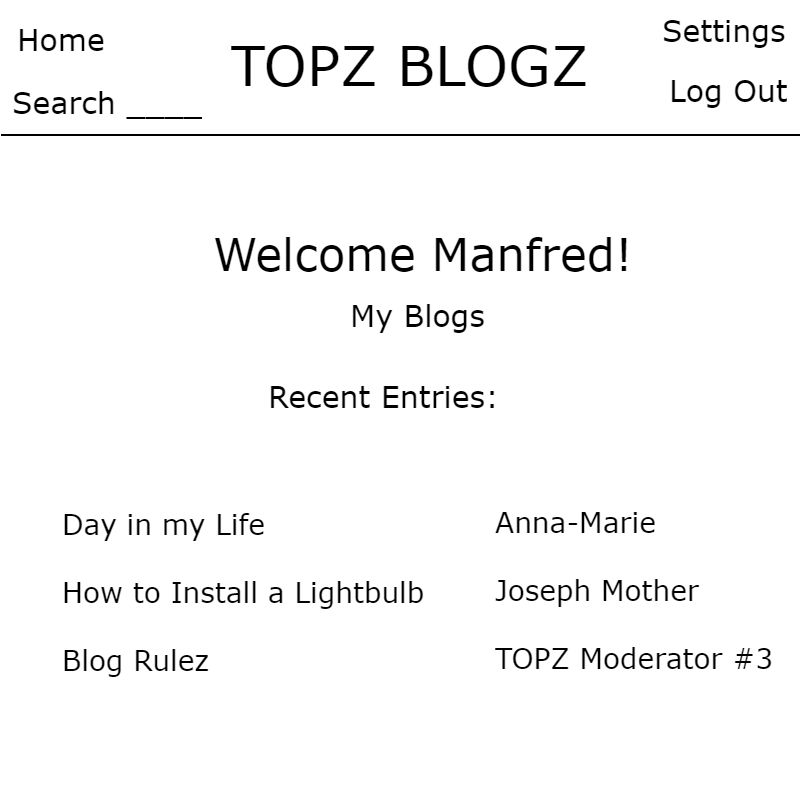 Home
TOPZ BLOGZ
Settings
Search ____
Log Out
Welcome Manfred!
My Blogs
Recent Entries:
Day in my Life
Anna-Marie
How to Install a Lightbulb
Joseph Mother
Blog Rulez
TOPZ Moderator #3